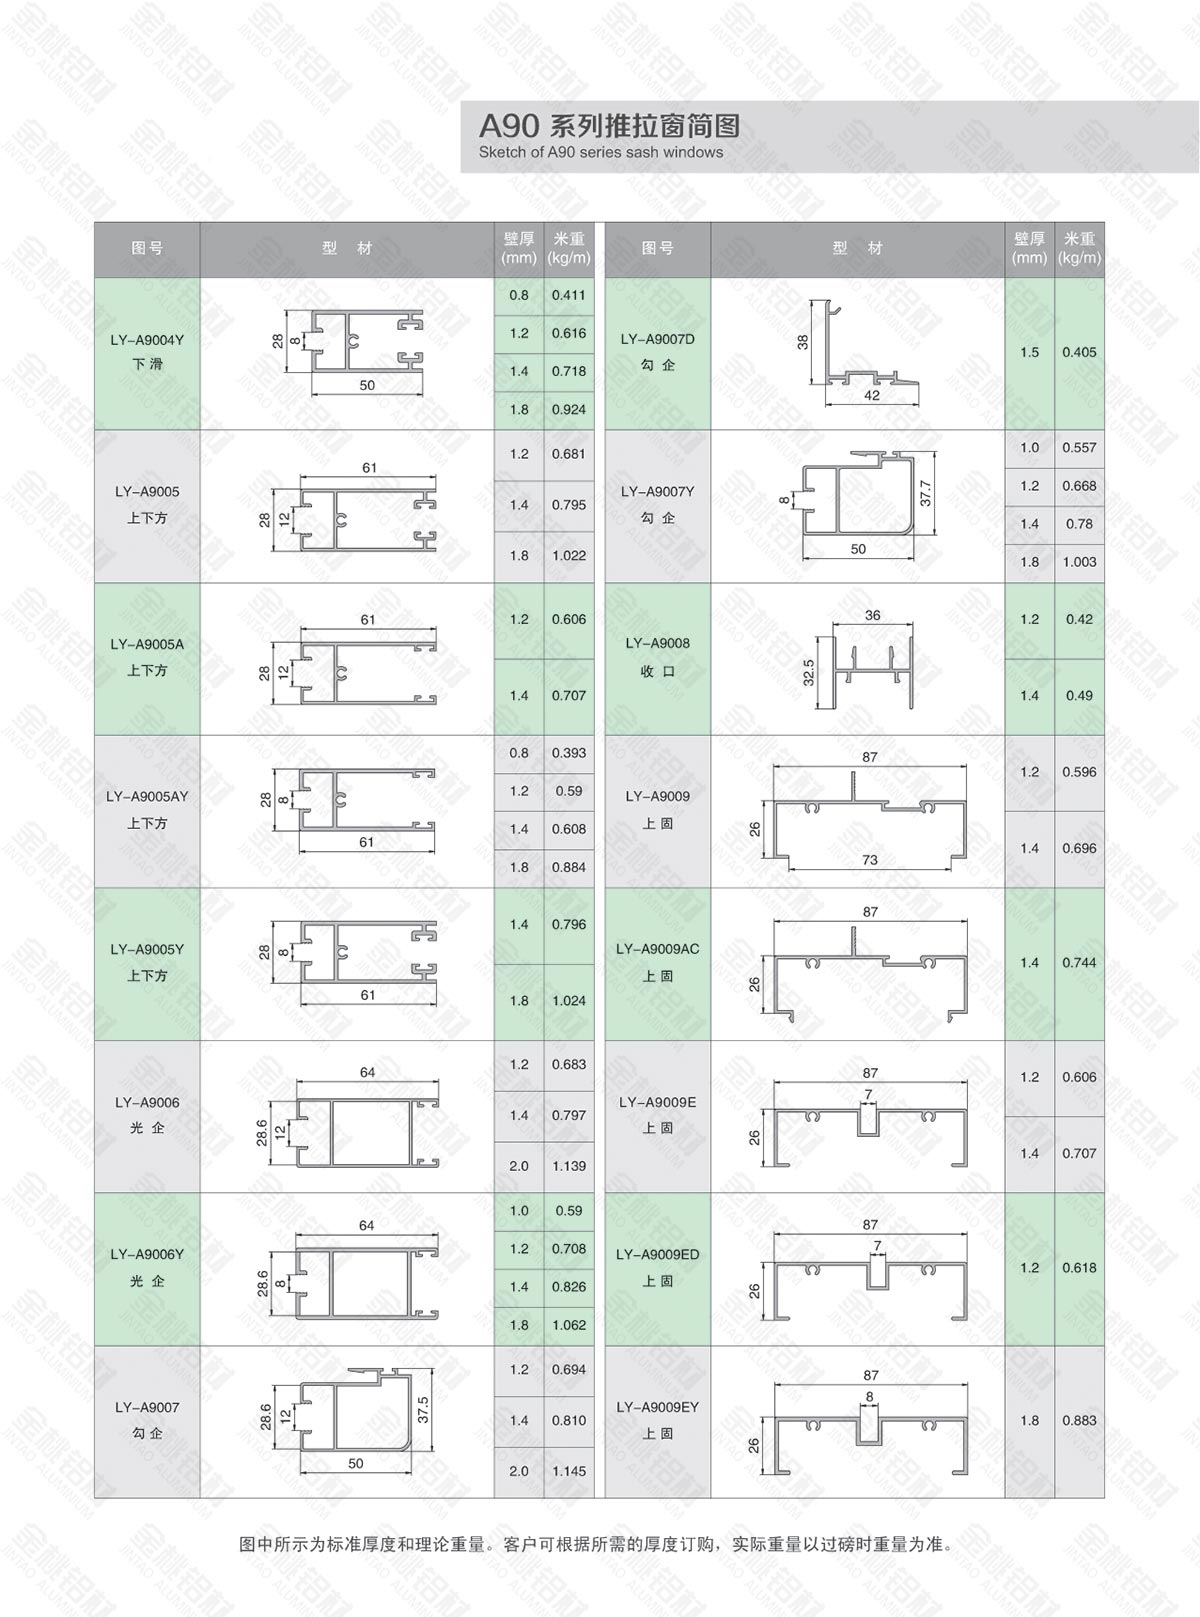 A90 系列推拉窗简图
Sketch of A90 series sash windows
图号 型 材 壁厚(mm) 米重(kg/m)
LY-A9004Y
下 滑
28
8
50
0.8 0.411
1.2 0.616
1.4 0.718
1.8 0.924
LY-A9005
上下方
61
28
12
1.2 0.681
1.4 0.795
1.8 1.022
LY-A9005A
上下方
61
28
12
1.2 0.606
1.4 0.707
LY-A9005AY
上下方
28
8
61
0.8 0.393
1.2 0.59
1.4 0.608
1.8 0.884
LY-A9005Y
上下方
28
8
61
1.4 0.796
1.8 1.024
LY-A9006
光 企
64
28.6
12
1.2 0.683
1.4 0.797
2.0 1.139
LY-A9006Y
光 企
64
28.6
8
1.0 0.59
1.2 0.708
1.4 0.826
1.8 1.062
LY-A9007
勾 企
28.6
12
37.5
50
1.2 0.694
1.4 0.810
2.0 1.145
图号 型 材 壁厚(mm) 米重(kg/m)
LY-A9007D
勾 企
38
42
1.5 0.405
LY-A9007Y
勾 企
8
37.7
50
1.0 0.557
1.2 0.668
1.4 0.78
1.8 1.003
LY-A9008
收 口
36
32.5
1.2 0.42
1.4 0.49
LY-A9009
上 固
87
26
73
1.2 0.596
1.4 0.696
LY-A9009AC
上 固
87
26
1.4 0.744
LY-A9009E
上 固
87
7
26
1.2 0.606
1.4 0.707
LY-A9009ED
上 固
87
7
26
1.2 0.618
LY-A9009EY
上 固
87
8
26
1.8 0.883
图中所示为标准厚度和理论重量。客户可根据所需的厚度订购，实际重量以过磅时重量为准。
金桃铝材
JINTAO ALUMINIUM